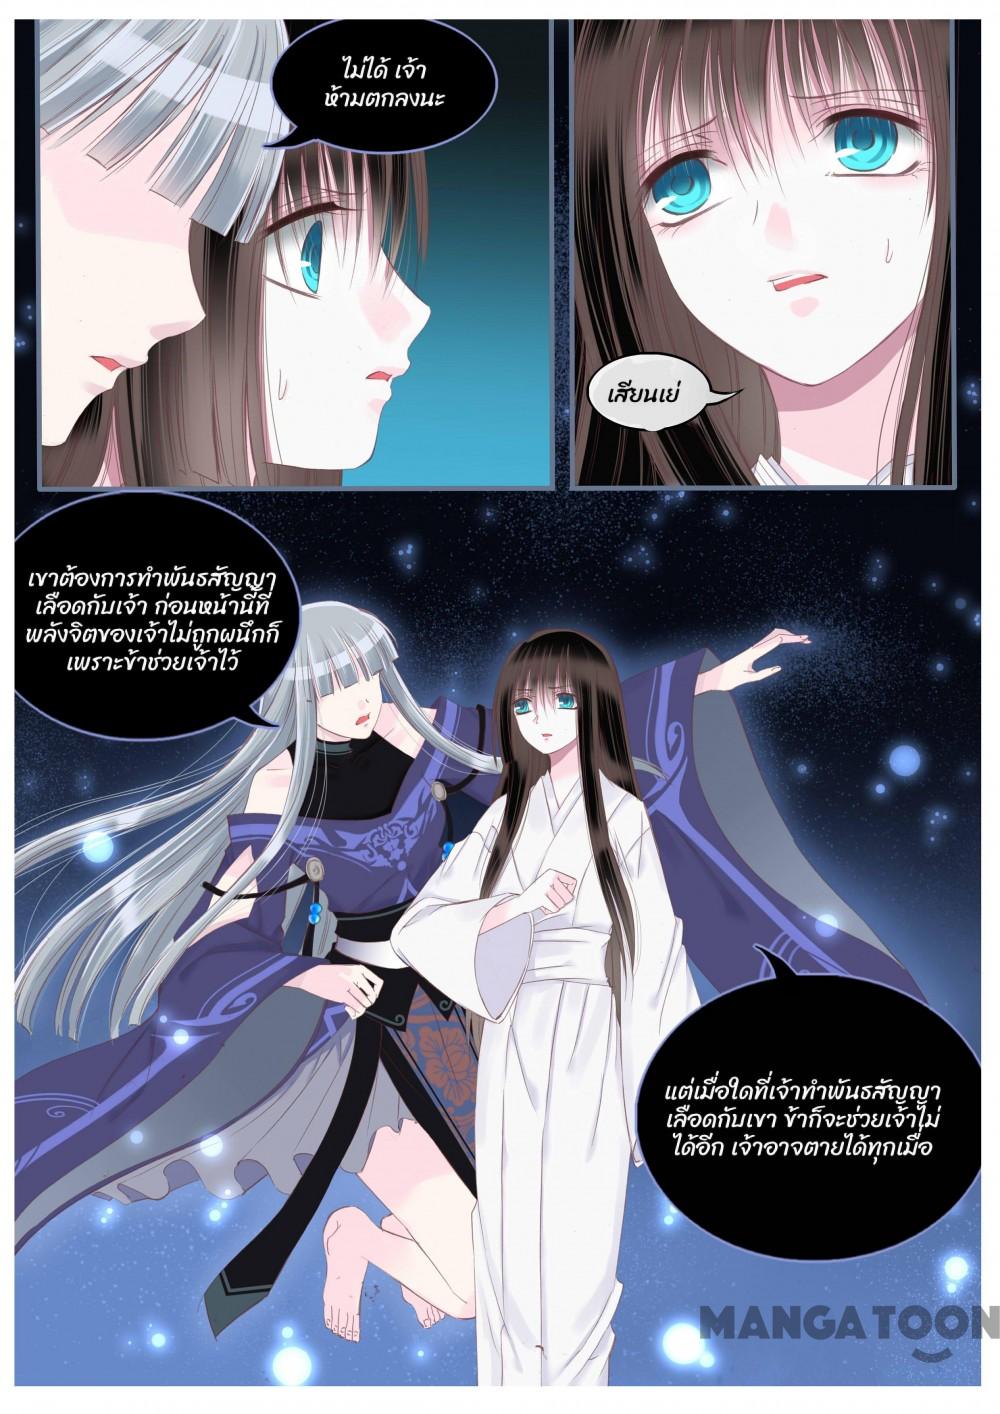 ไม่ได้ เจ้า
ห้ามตกลงนะ
เสียนเย่
เขาต้องการทำพันธสัญญา
เลือดกับเจ้า ก่อนหน้านี้ที่
พลังจิตของเจ้าไม่ถูกผนึกก็
เพราะข้าช่วยเจ้าไว้
แต่เมื่อใดที่เจ้าทำพันธสัญญา
เลือดกับเขา ข้าก็จะช่วยเจ้าไม่
ได้อีก เจ้าอาจตายได้ทุกเมื่อ
MANGATOON